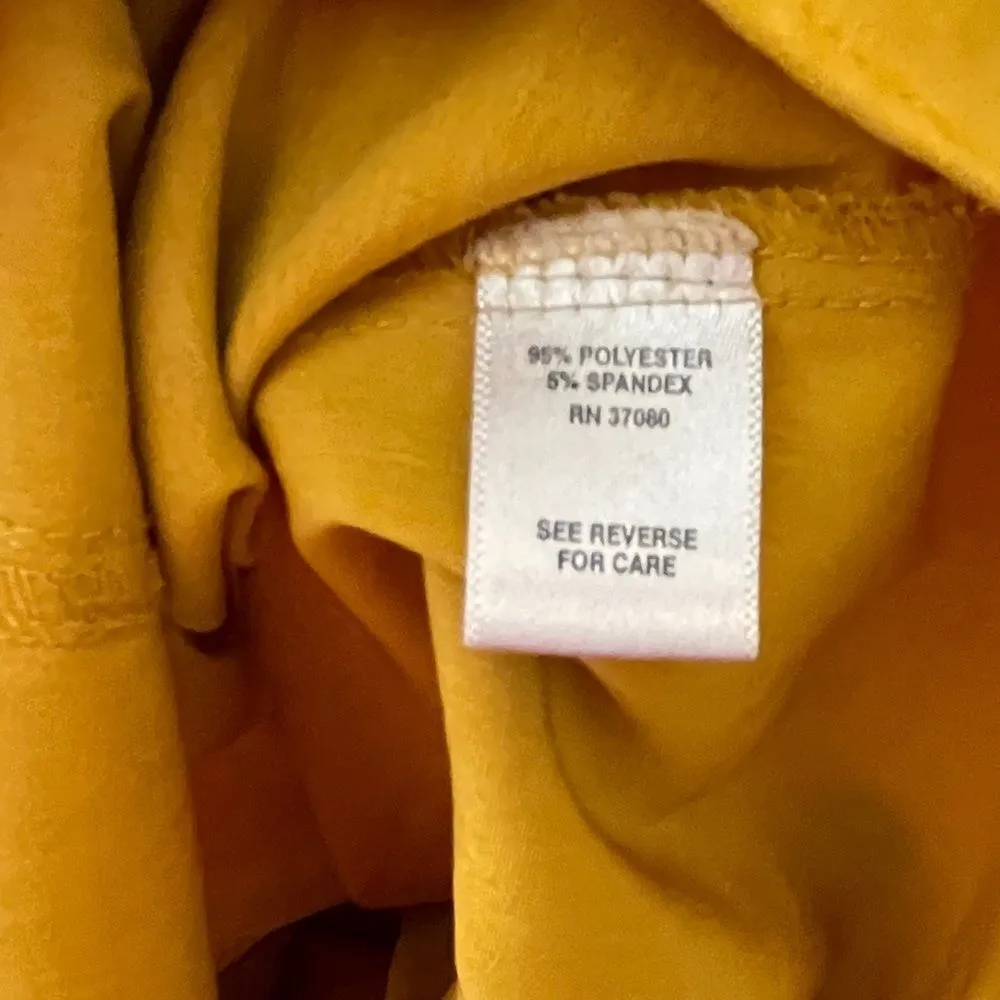 95% POLYESTER
5% SPANDEX
RN 37080
SEE REVERSE
FOR CARE